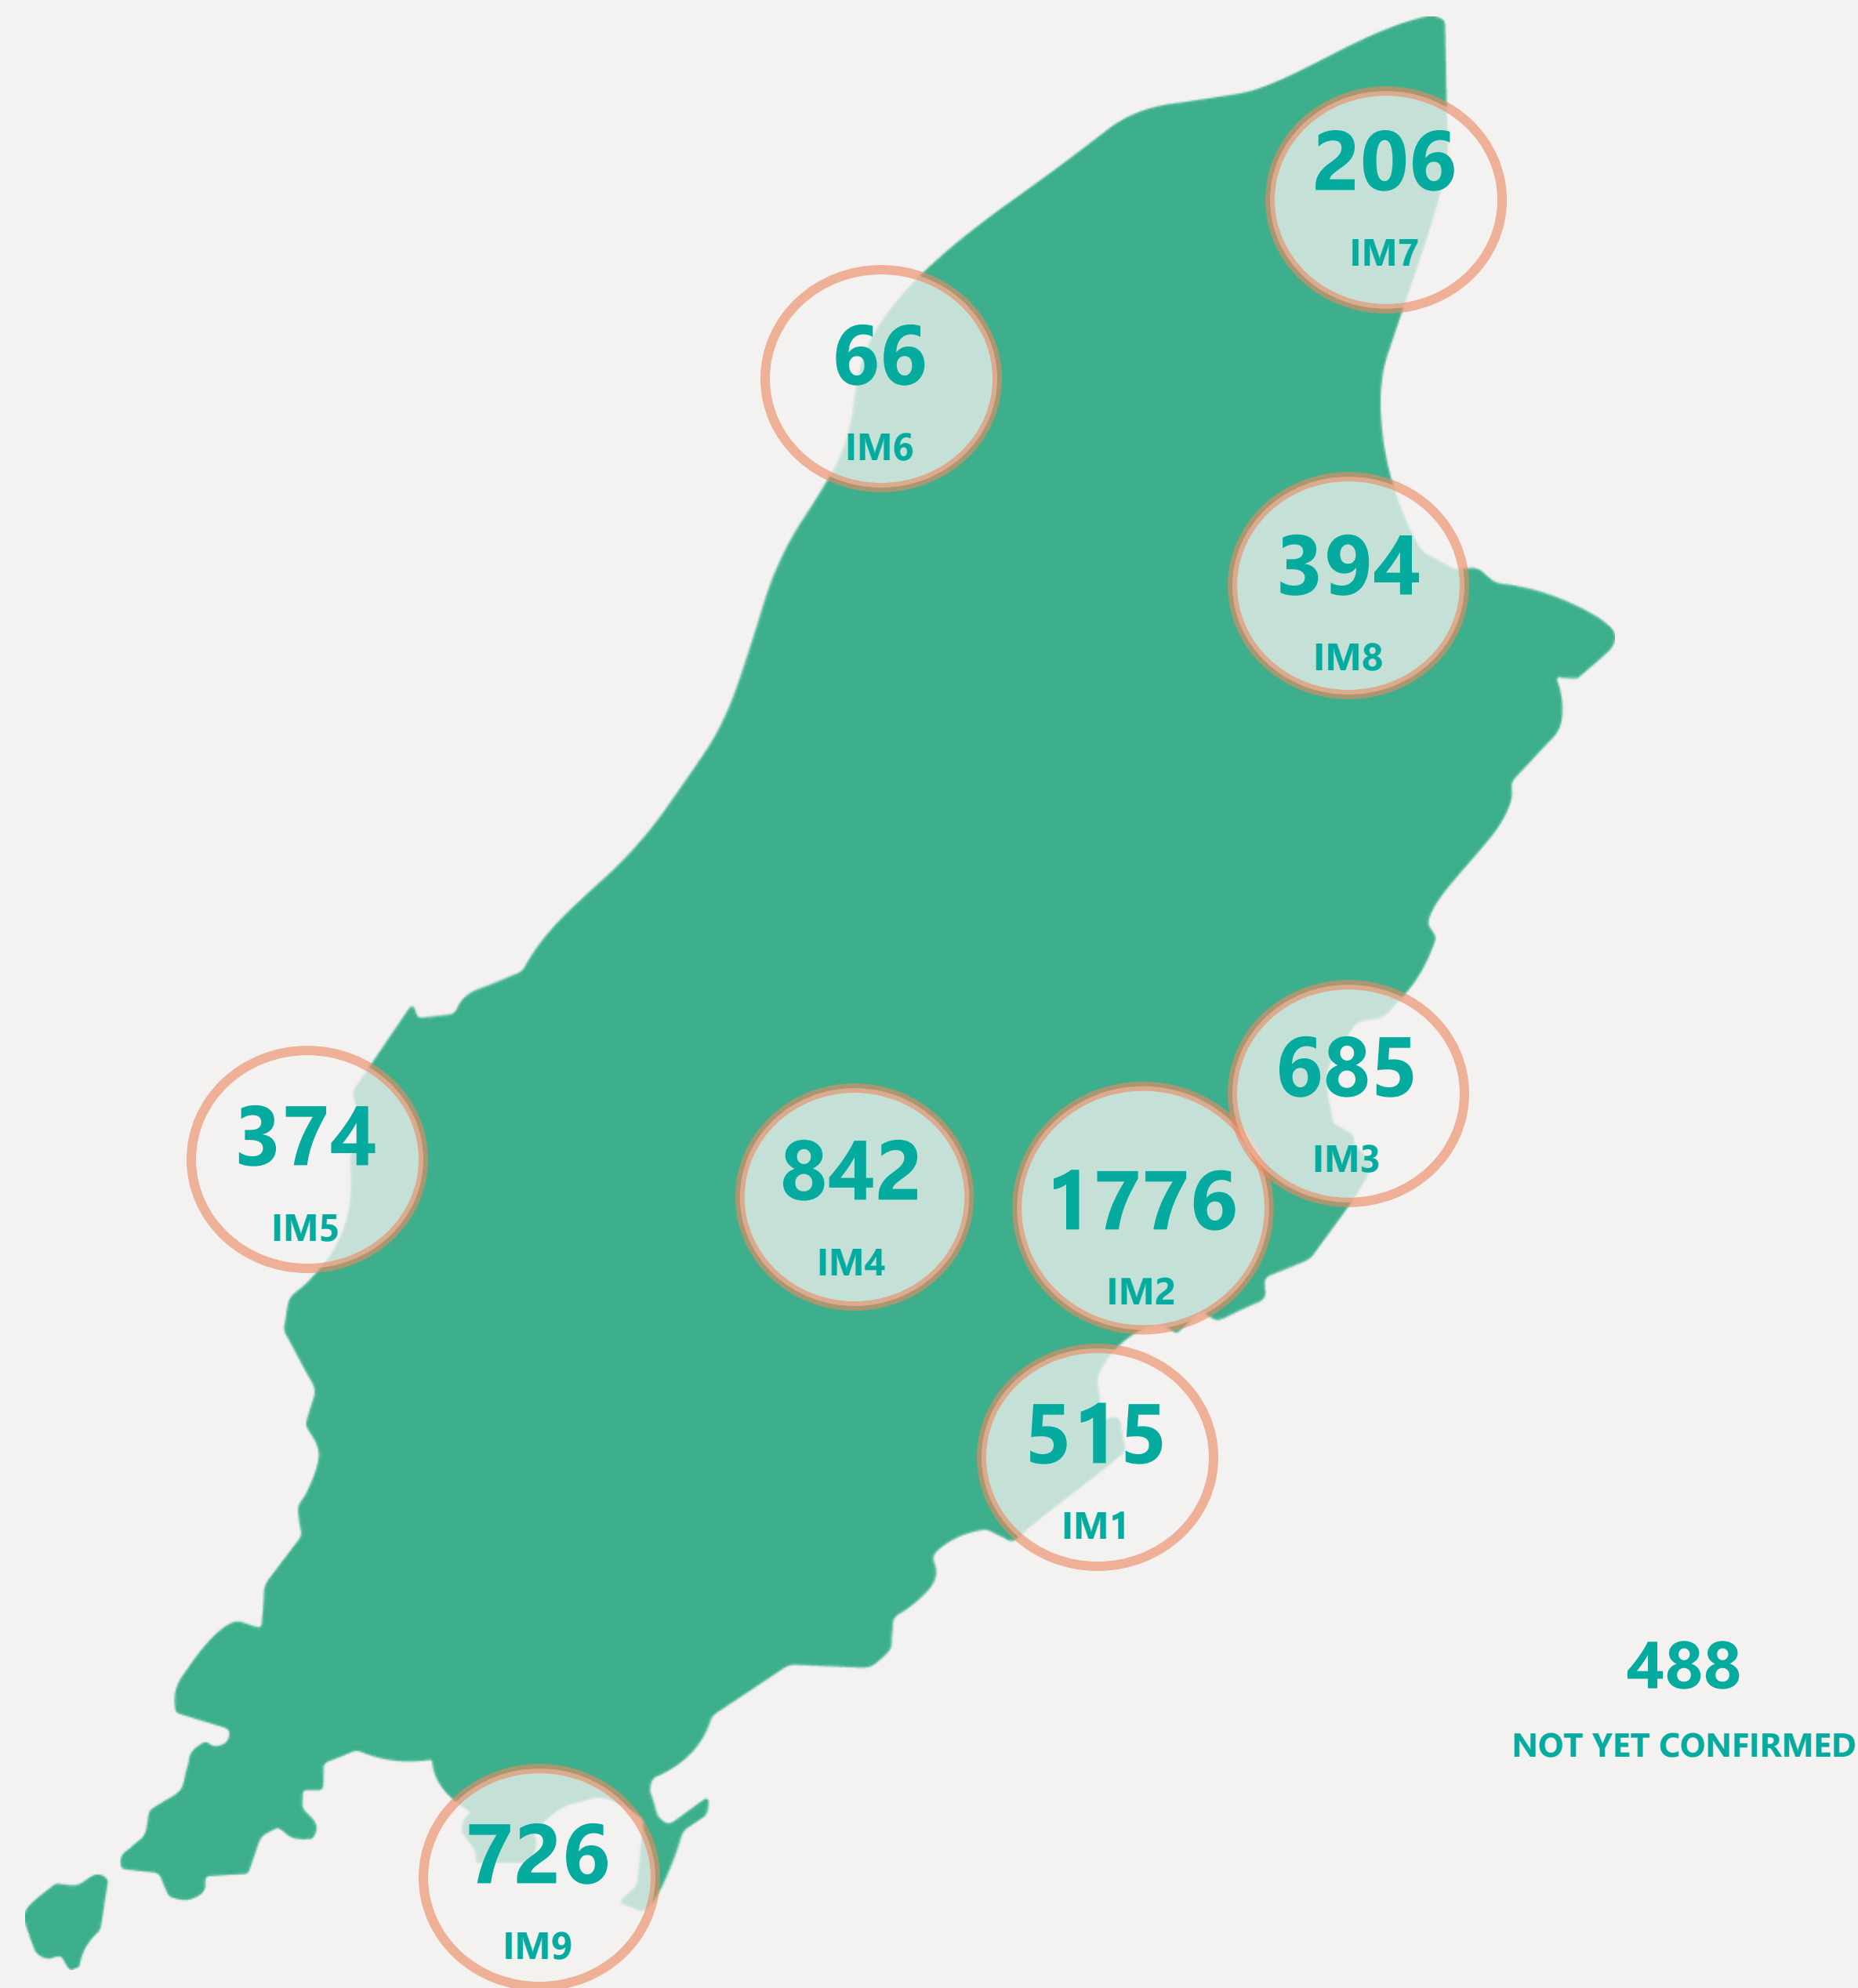 206
IM7
66
IM6
394
IM8
685
IM3
374
IM5
842
IM4
1776
IM2
515
IM1
488
NOT YET CONFIRMED
726
IM9